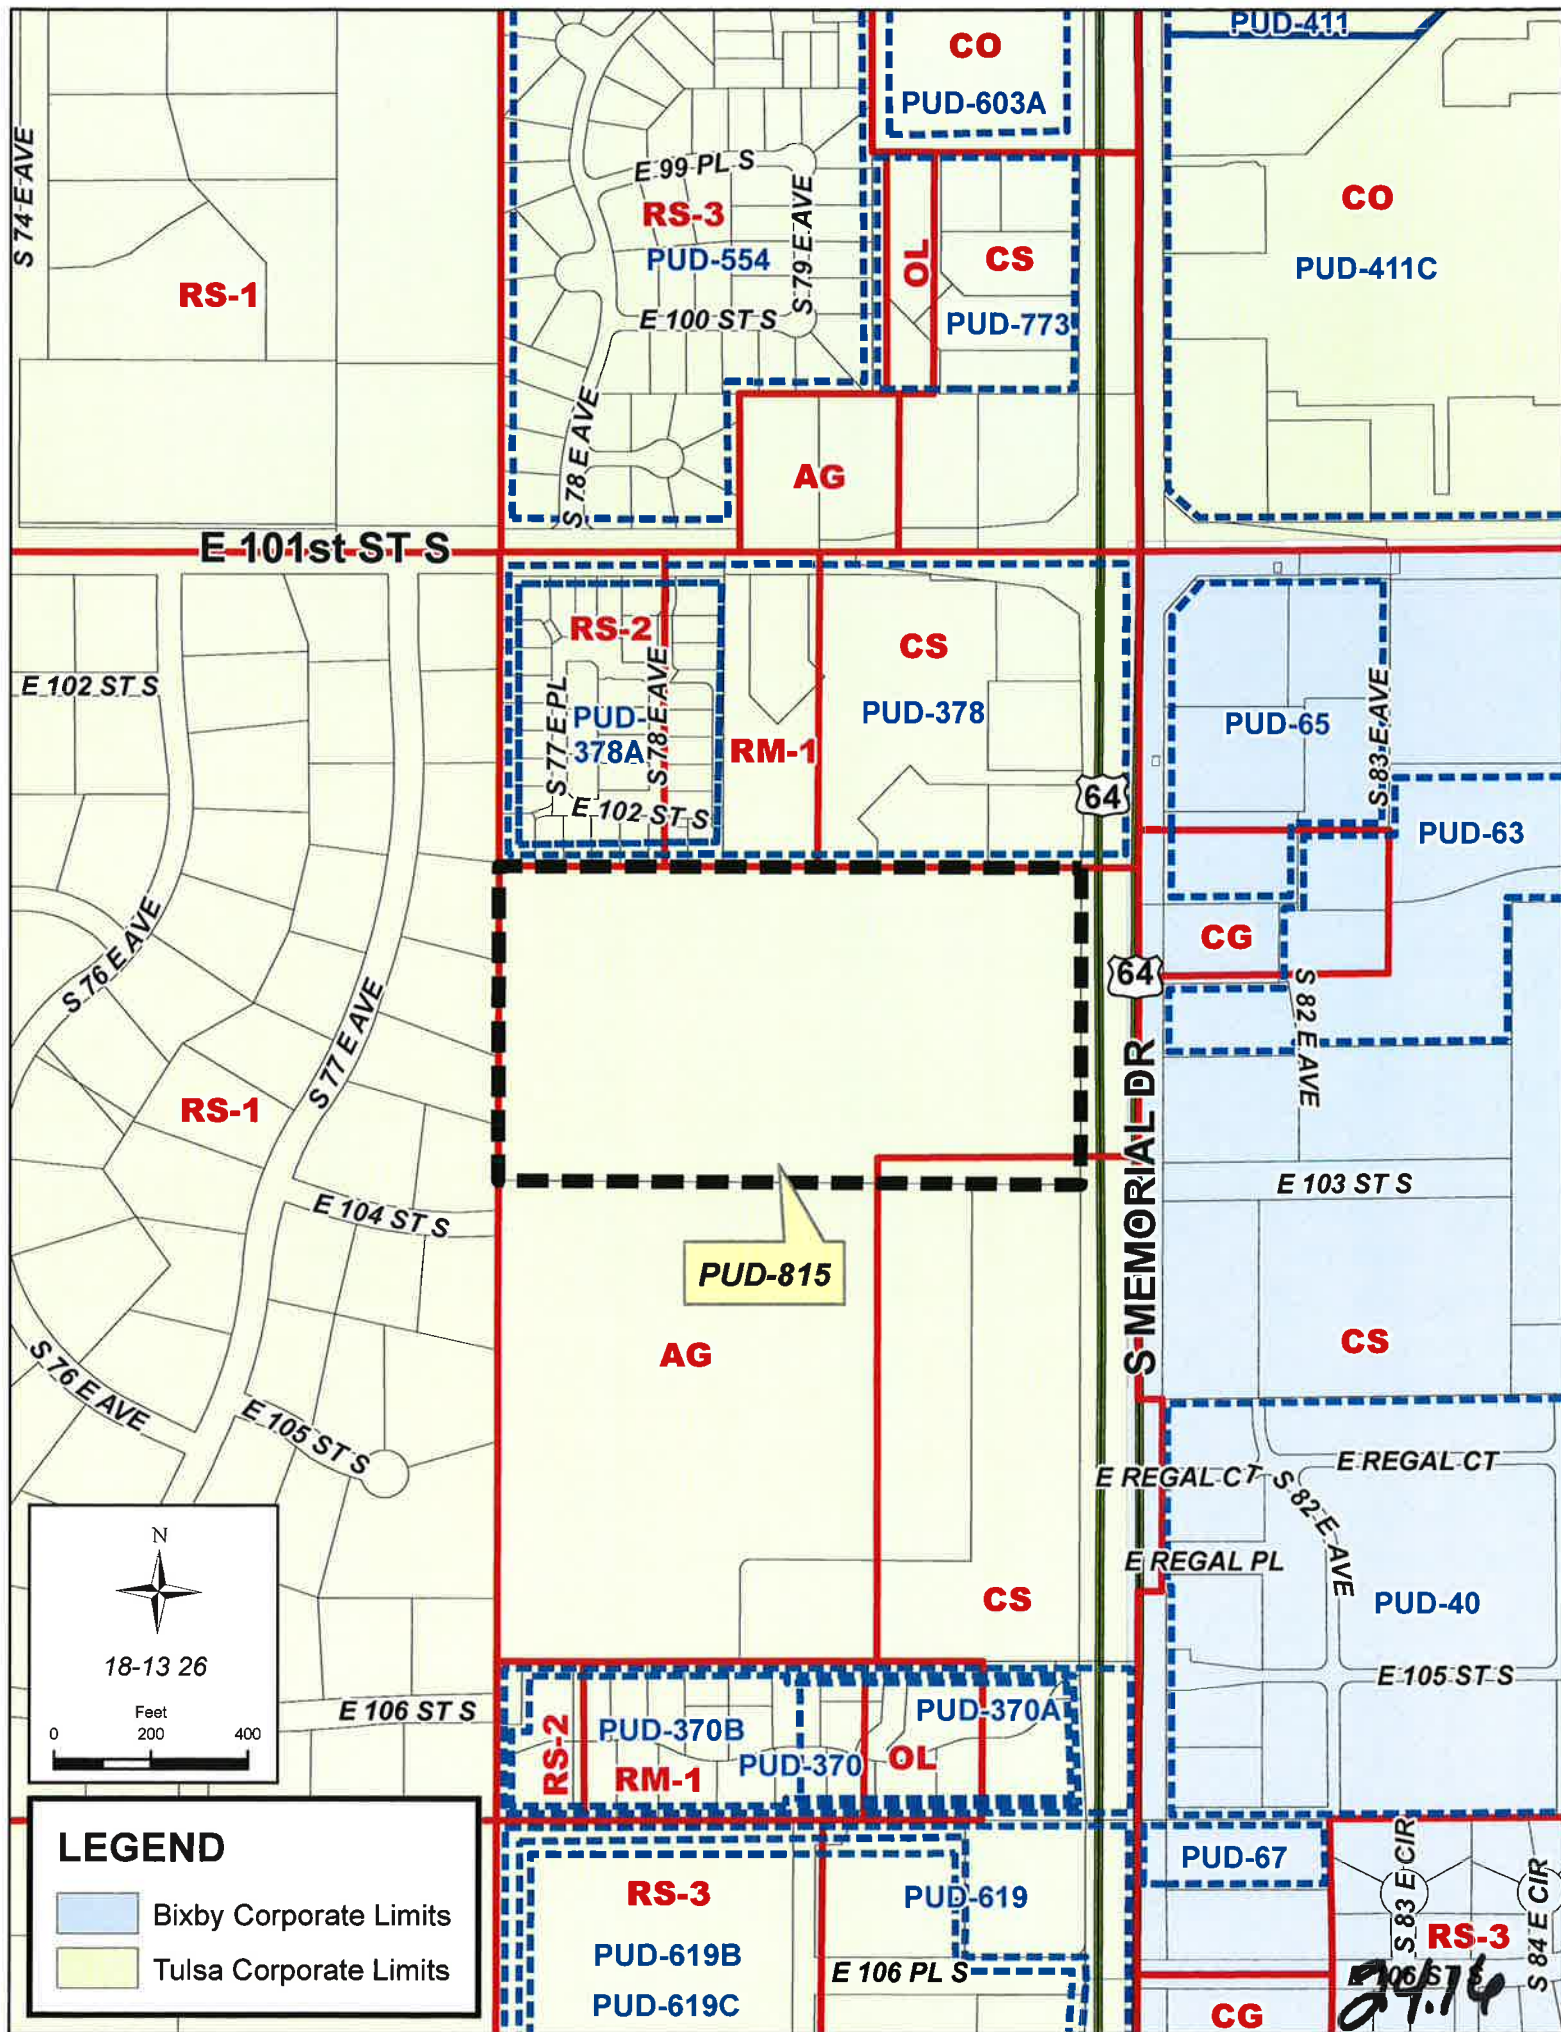 PUD-411
CO
PUD-603A
S 74 E AVE
E 99 PL S
S 79 E AVE
RS-3
PUD-554
OL
CS
CO
PUD-411C
RS-1
E 100 ST S
PUD-773
S 78 E AVE
AG
E 101st ST S
RS-2
CS
E 102 ST S
S 77 E PL
PUD-
378A
S 78 E AVE
PUD-378
PUD-65
S 83 E AVE
RM-1
64
E 102 ST S
PUD-63
S 76 E AVE
CG
64
S 82 E AVE
S 77 E AVE
RS-1
S MEMORIAL DR
E 103 ST S
E 104 ST S
PUD-815
AG
CS
S 76 E AVE
E 105 ST S
E REGAL CT
E REGAL CT
S 82 E AVE
E REGAL PL
CS
PUD-40
N
18-13 26
Feet
0 200 400
E 105 ST S
E 106 ST S
RS-2
PUD-370B
PUD-370A
PUD-370
OL
RM-1
LEGEND
Bixby Corporate Limits
Tulsa Corporate Limits
PUD-67
S 83 E CIR
S 84 E CIR
RS-3
PUD-619
RS-3
PUD-619B
E 106 PL S
E 106 ST S
PUD-619C
CG
24.16